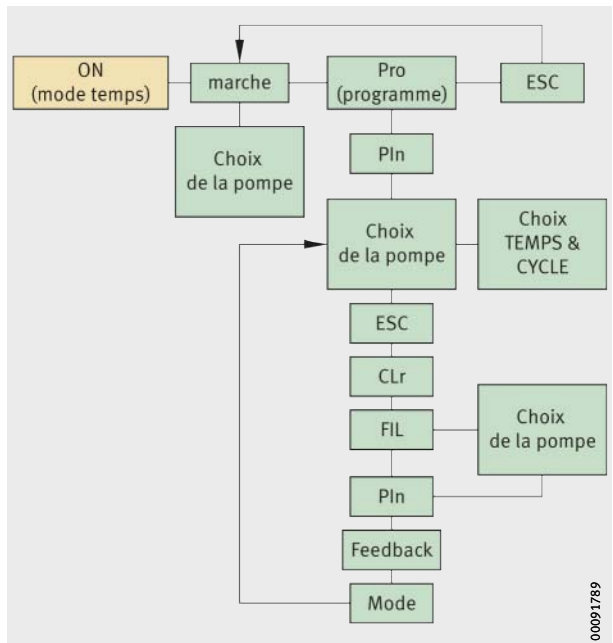 ON
(mode temps)
marche
Pro
(programme)
ESC
Choix
de la pompe
PIn
Choix
de la pompe
Choix
TEMPS &
CYCLE
ESC
CLr
FIL
Choix
de la pompe
PIn
Feedback
Mode
00091789